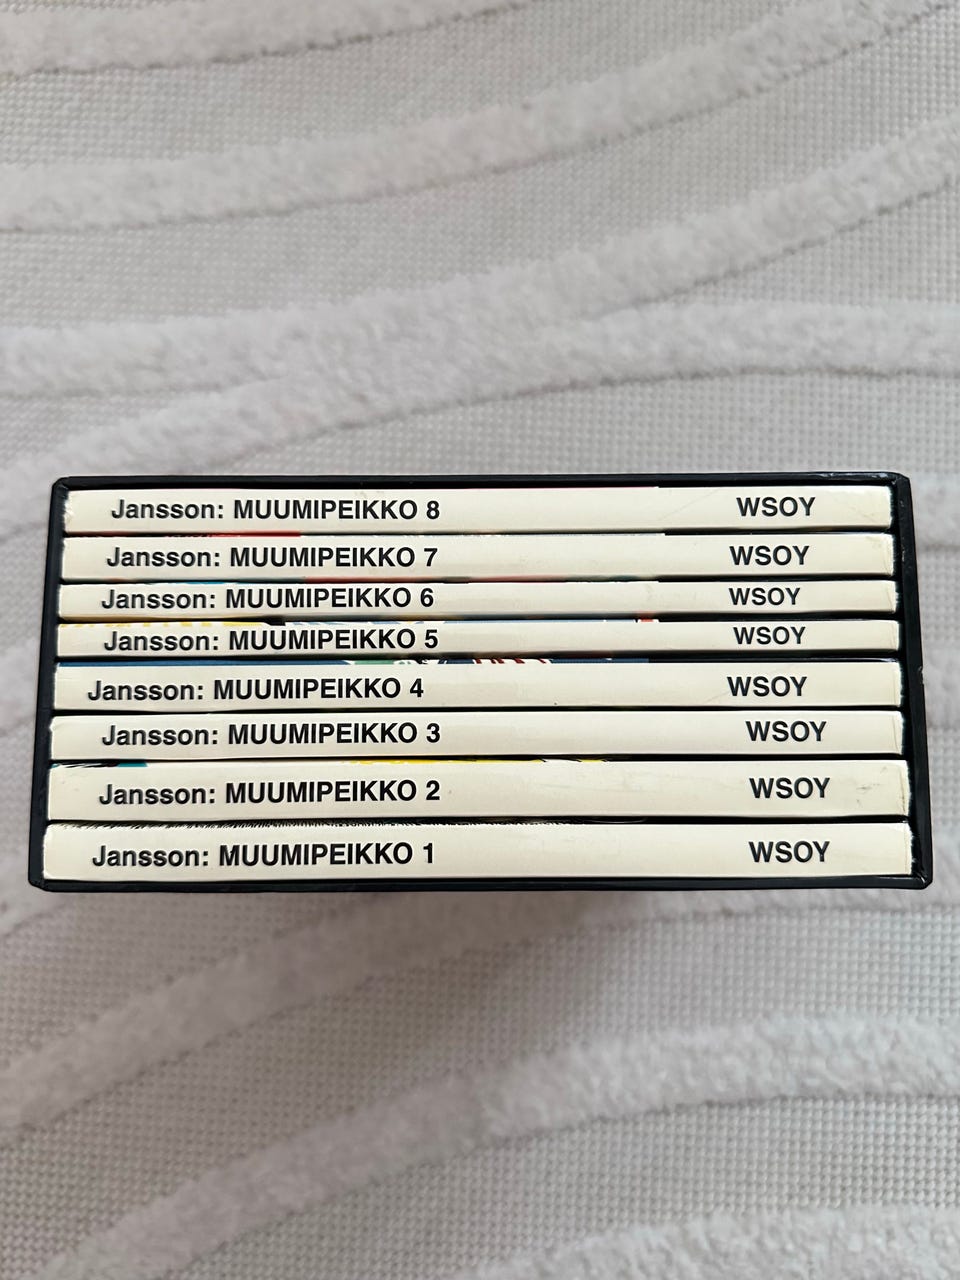 Jansson: MUUMIPEIKKO 8 WSOY
Jansson: MUUMIPEIKKO 7 WSOY
Jansson: MUUMIPEIKKO 6 WSOY
Jansson: MUUMIPEIKKO 5 WSOY
Jansson: MUUMIPEIKKO 4 WSOY
Jansson: MUUMIPEIKKO 3 WSOY
Jansson: MUUMIPEIKKO 2 WSOY
Jansson: MUUMIPEIKKO 1 WSOY